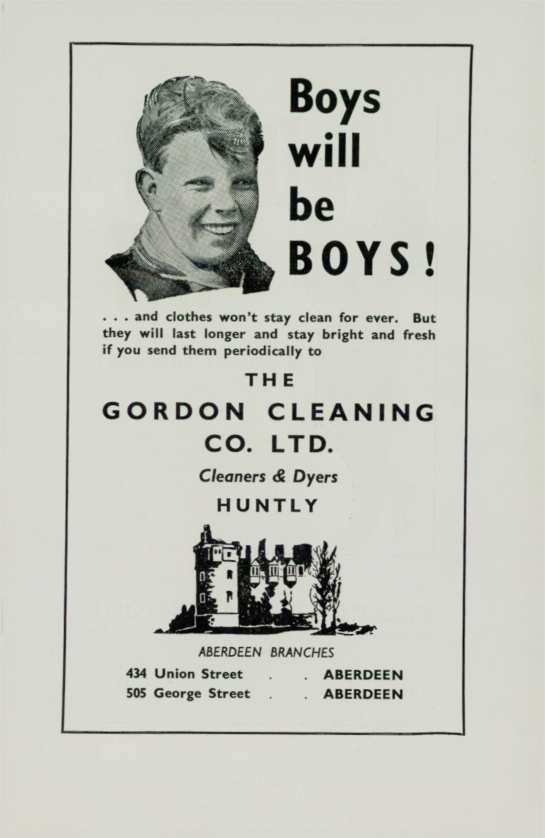 Boys
will
be
BOYS!
. . . and clothes won't stay clean for ever. But
they will last longer and stay bright and fresh
if you send them periodically to
THE
GORDON CLEANING
CO. LTD.
Cleaners & Dyers
HUNTLY
ABERDEEN BRANCHES
434 Union Street . . ABERDEEN
505 George Street . . ABERDEEN